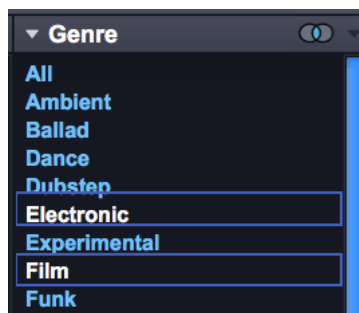 Genre
All
Ambient
Ballad
Dance
Dubstep
Electronic
Experimental
Film
Funk